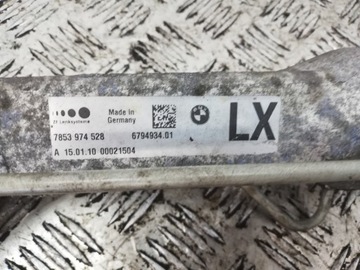 ZF Lenksysteme
Made in
Germany
7853 974 528
6794934.01
LX
A 15.01.10 00021504